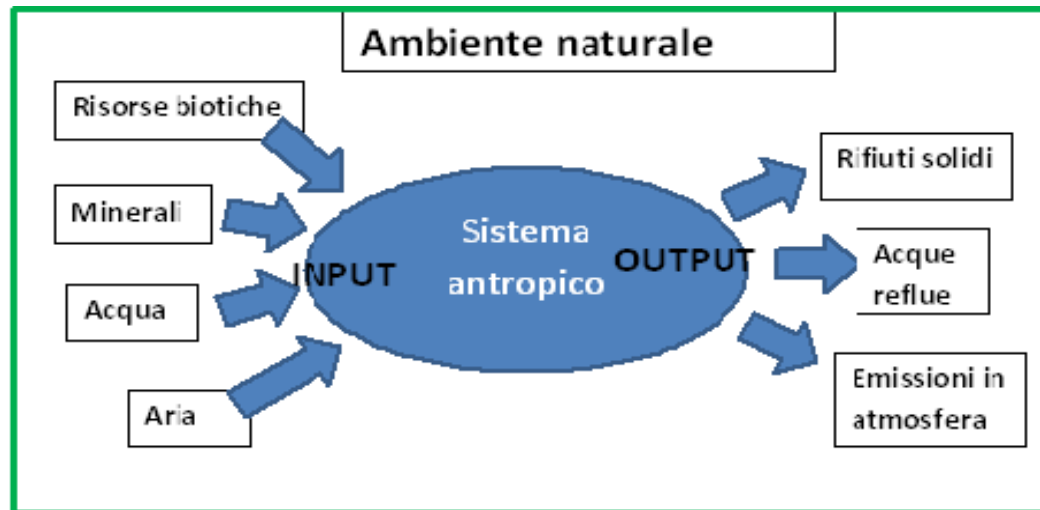 Ambiente naturale
Risorse biotiche
Minerali
Acqua
Aria
INPUT
Sistema
antropico
OUTPUT
Rifiuti solidi
Acque
reflue
Emissioni in
atmosfera